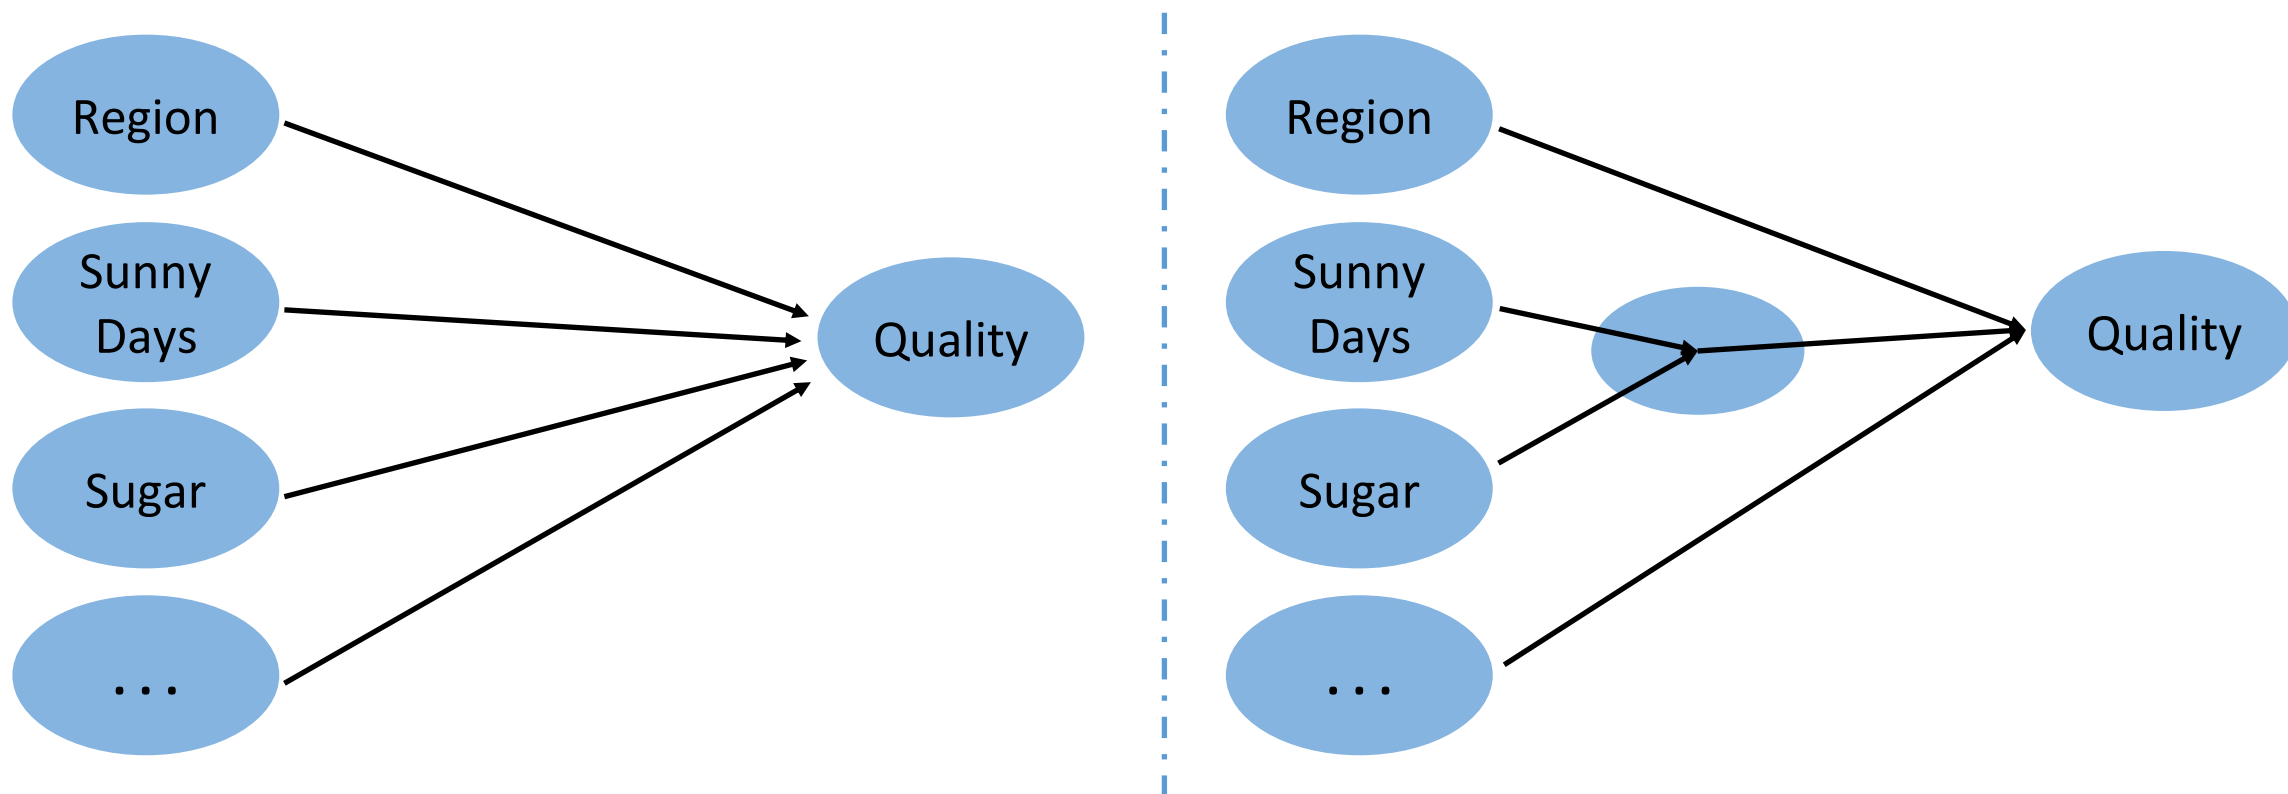 Region
Sunny
Days
Sugar
. . .
Quality
Region
Sunny
Days
Sugar
. . .
Quality